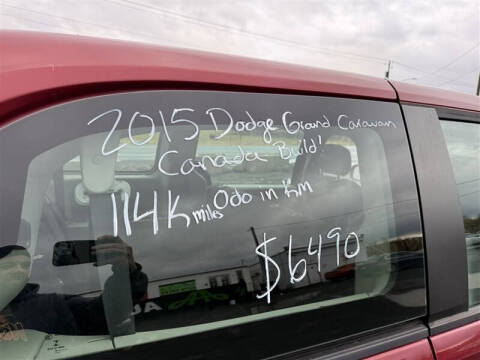 2015 Dodge Grand Caravan
Canada Build!
114K miles Odo in Km
$6490